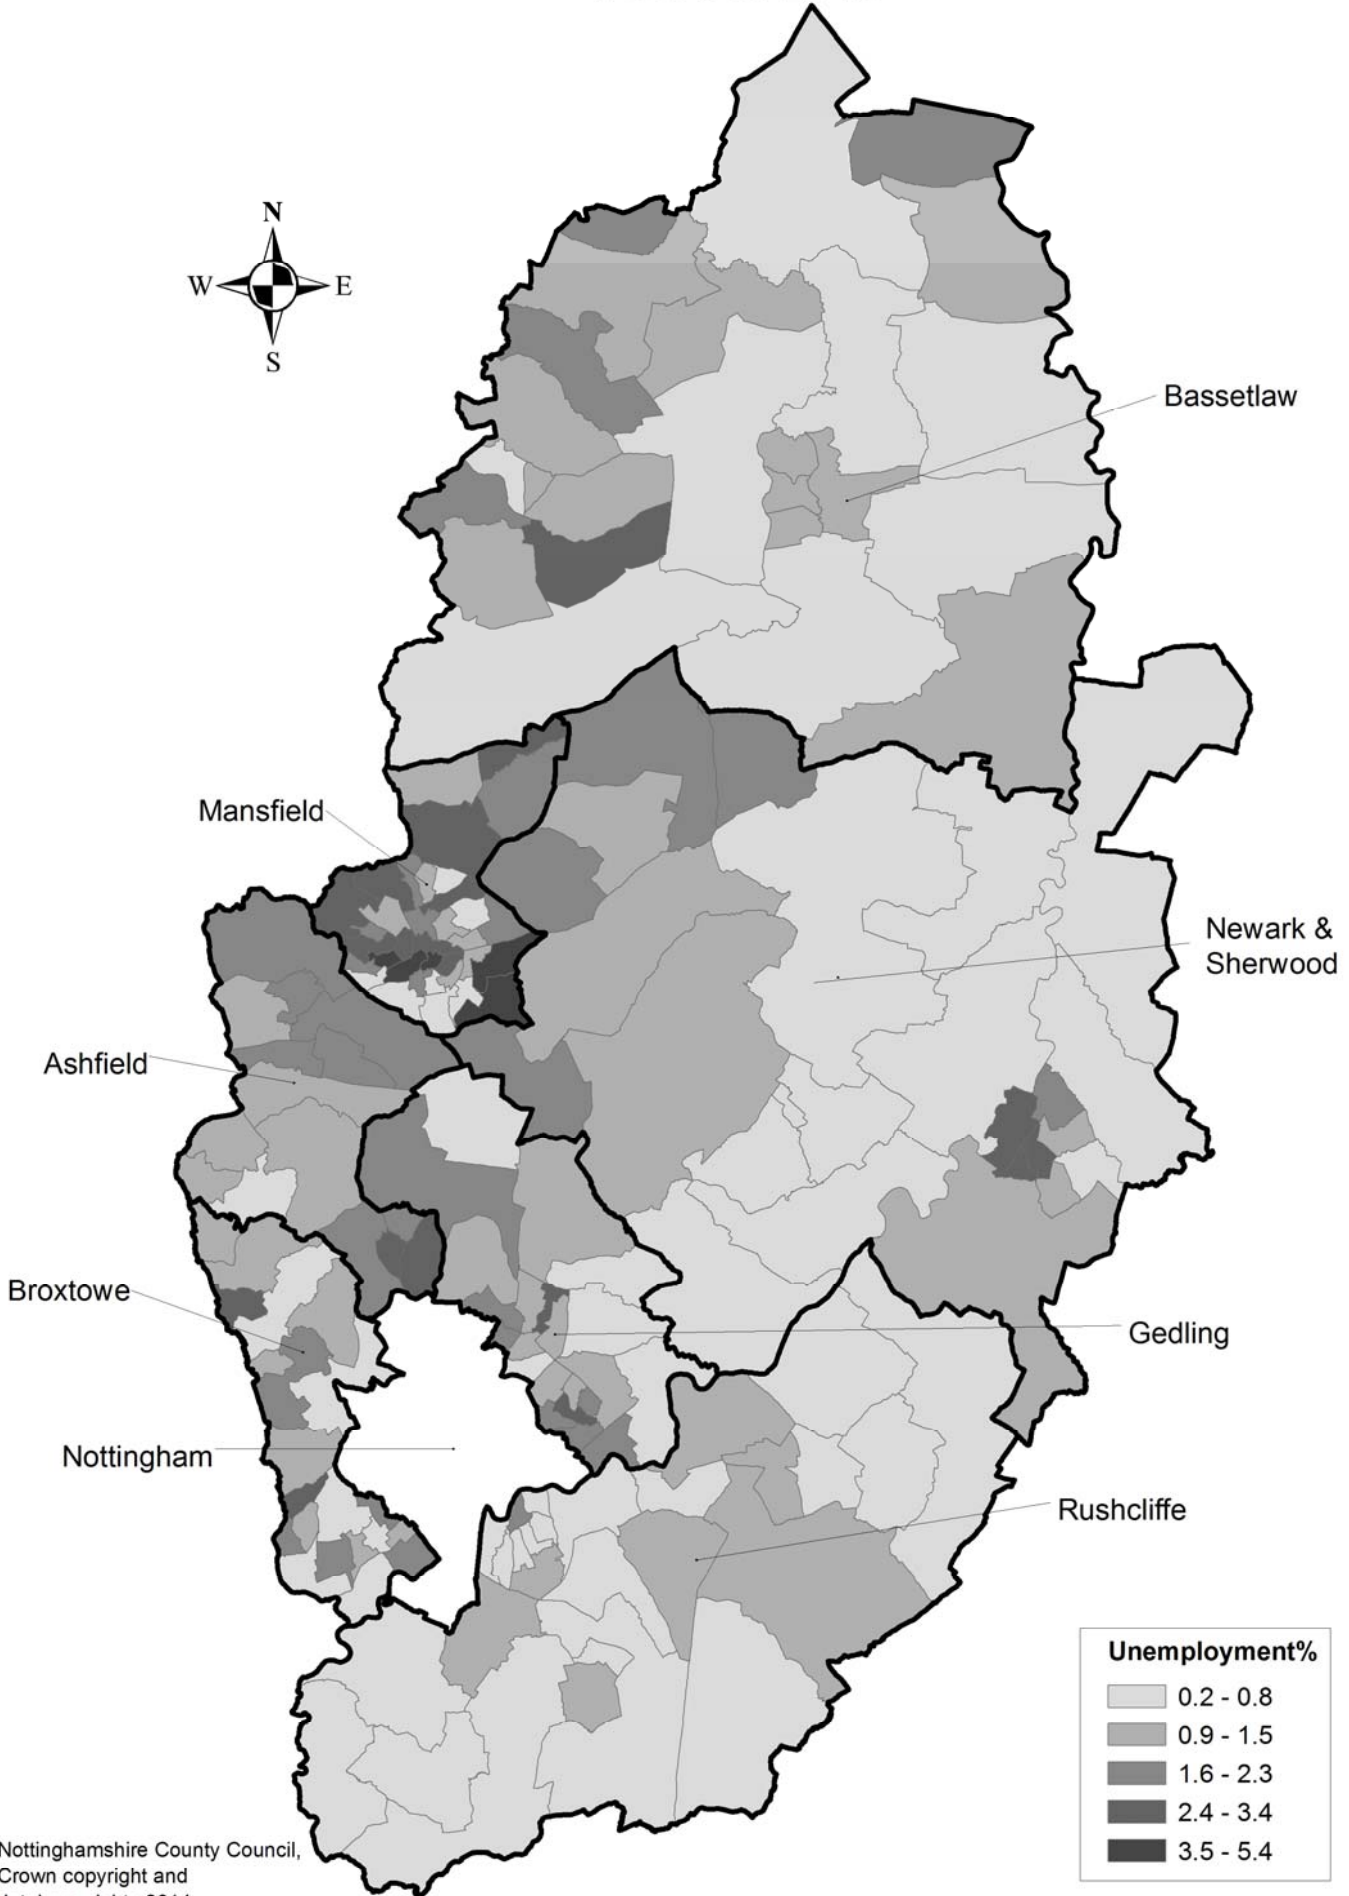 N
W E
S
Bassetlaw
Mansfield
Newark &
Sherwood
Ashfield
Broxtowe
Gedling
Nottingham
Rushcliffe
Unemployment%
0.2 - 0.8
0.9 - 1.5
1.6 - 2.3
2.4 - 3.4
3.5 - 5.4
Nottinghamshire County Council,
Crown copyright and